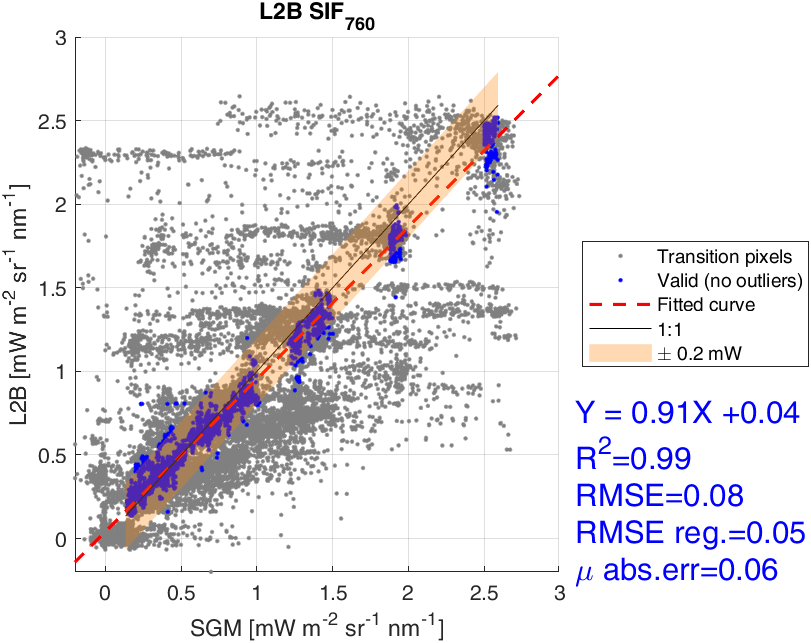 L2B SIF760
3
2.5
2
1.5
1
0.5
0
0 0.5 1 1.5 2 2.5 3
L2B [mW m-2 sr-1 nm-1]
SGM [mW m-2 sr-1 nm-1]
Transition pixels
Valid (no outliers)
Fitted curve
1:1
± 0.2 mW
Y = 0.91X +0.04
R2=0.99
RMSE=0.08
RMSE reg.=0.05
μ abs.err=0.06